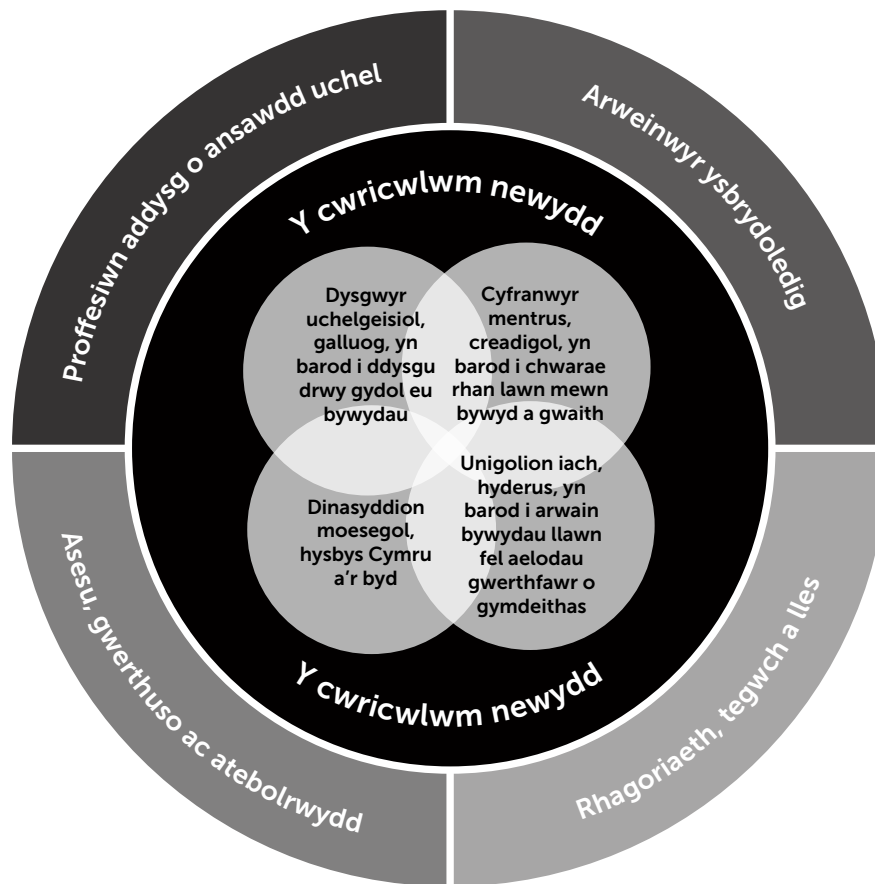 Proffesiwn addysg o ansawdd uchel
Arweinwyr ysbrydoledig
Y cwricwlwm newydd
Dysgwyr
uchelgeisiol,
galluog, yn
barod i ddysgu
drwy gydol eu
bywydau
Cyfranwyr
mentrus,
creadigol, yn
barod i chwarae
rhan lawn mewn
bywyd a gwaith
Dinasyddion
moesegol,
hysbys Cymru
a'r byd
Unigolion iach,
hyderus, yn
barod i arwain
bywydau llawn
fel aelodau
gwerthfawr o
gymdeithas
Y cwricwlwm newydd
Asesu, gwerthuso ac atebolrwydd
Rhagoriaeth, tegwch a lles